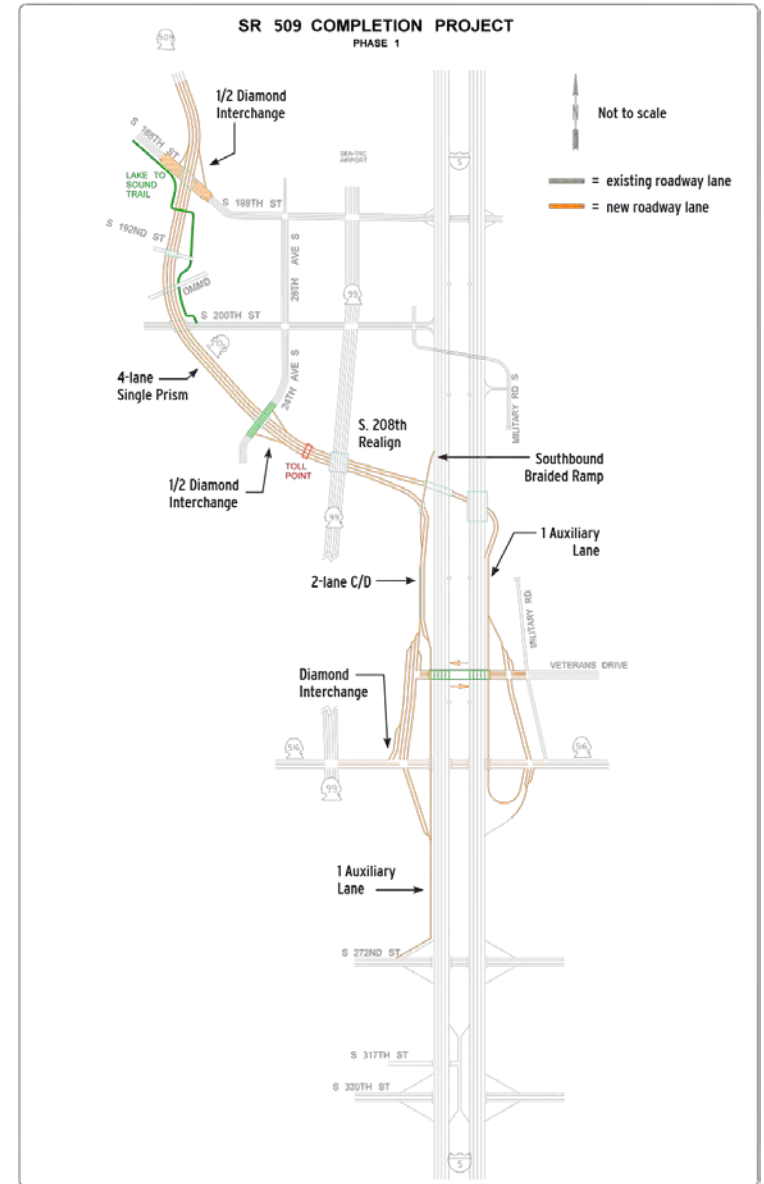 SR 509 COMPLETION PROJECT
PHASE 1
509
1/2 Diamond
Interchange
5
Not to scale
N
= existing roadway lane
= new roadway lane
S 188TH ST
SEA-TAC
AIRPORT
LAKE TO
SOUND
TRAIL
S 188TH ST
S 192ND ST
28TH AVE S
DMMD
99
S 200TH ST
509
4-lane
Single Prism
24TH AVE S
MILITARY RD S
S. 208th
Realign
Southbound
Braided Ramp
TOLL
POINT
1/2 Diamond
Interchange
99
1 Auxiliary
Lane
2-lane C/D
MILITARY RD
VETERANS DRIVE
Diamond
Interchange
516
516
99
1 Auxiliary
Lane
S 272ND ST
S 317TH ST
S 320TH ST
5